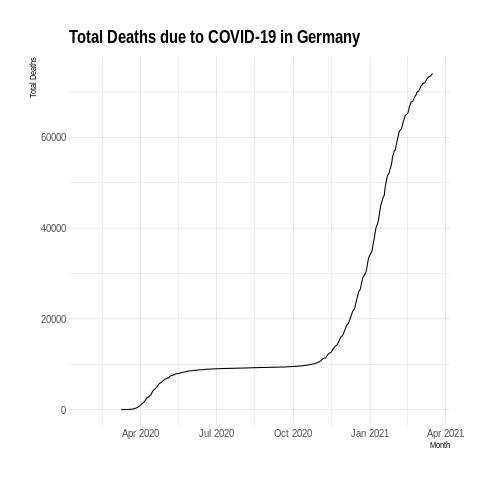 Total Deaths due to COVID-19 in Germany
Total Deaths
60000
40000
20000
0
Apr 2020 Jul 2020 Oct 2020 Jan 2021 Apr 2021
Month